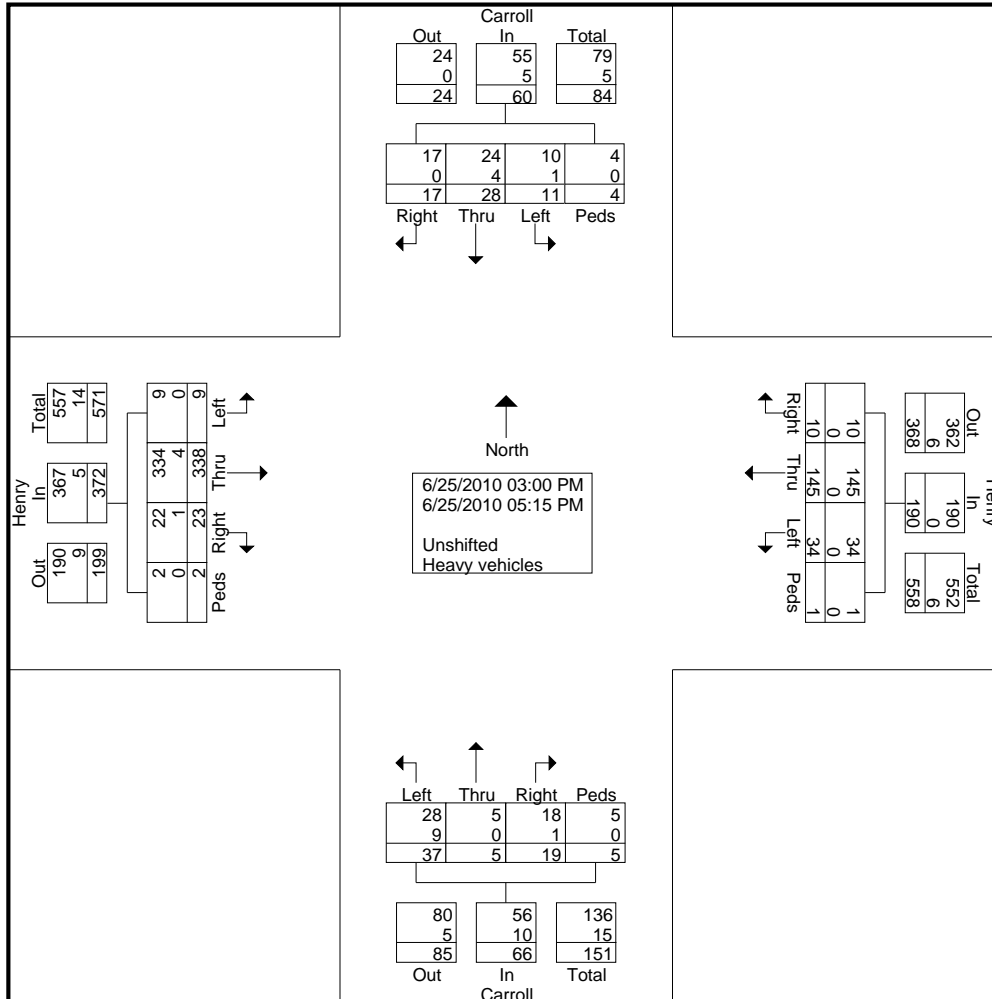 Carroll
Out In Total
24 55 79
0 5 5
24 60 84
17 24 10 4
0 4 1 0
17 28 11 4
Right Thru Left Peds
Henry
Total In Out
557 367 190
14 5 9
571 372 199
9 334 22 2
0 4 1 0
9 338 23 2
Left Thru Right Peds
North
6/25/2010 03:00 PM
6/25/2010 05:15 PM
Unshifted
Heavy vehicles
Right Thru Left Peds
10 145 34 1
0 0 0 0
10 145 34 1
Henry
Out In Total
362 190 552
6 0 6
368 190 558
Left Thru Right Peds
28 5 18 5
9 0 1 0
37 5 19 5
80 56 136
5 10 15
85 66 151
Out In Total
Carroll